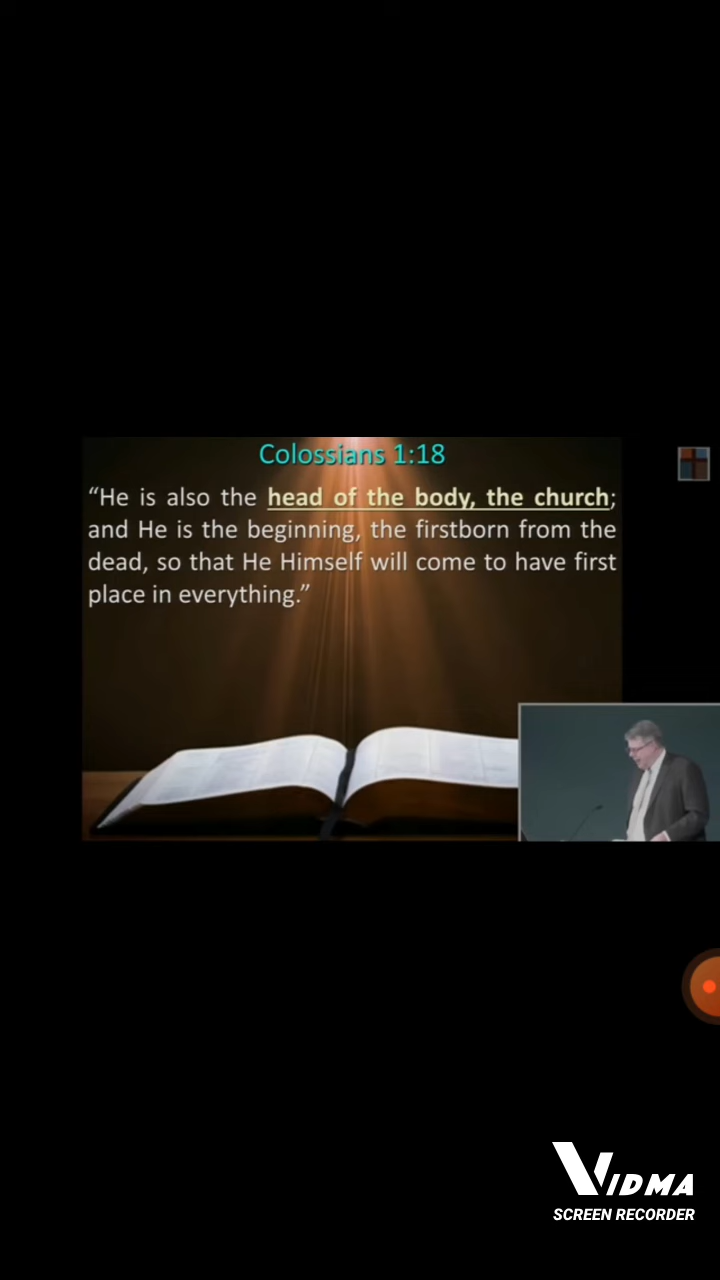 Colossians 1:18
“He is also the head of the body, the church;
and He is the beginning, the firstborn from the
dead, so that He Himself will come to have first
place in everything.”
VIDMA
SCREEN RECORDER